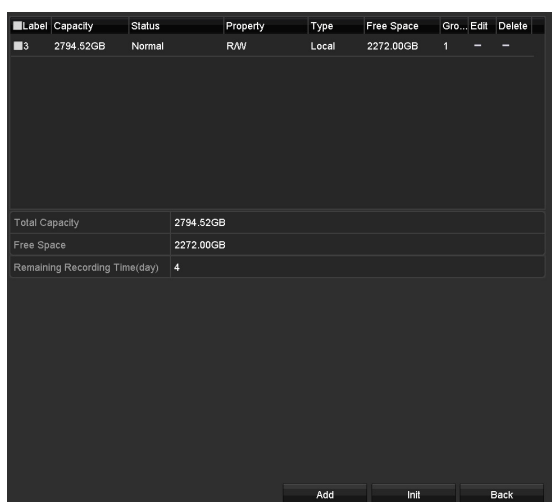 Label Capacity Status Property Type Free Space Gro... Edit Delete
3 2794.52GB Normal R/W Local 2272.00GB 1 – –
Total Capacity 2794.52GB
Free Space 2272.00GB
Remaining Recording Time(day) 4
Add Init Back